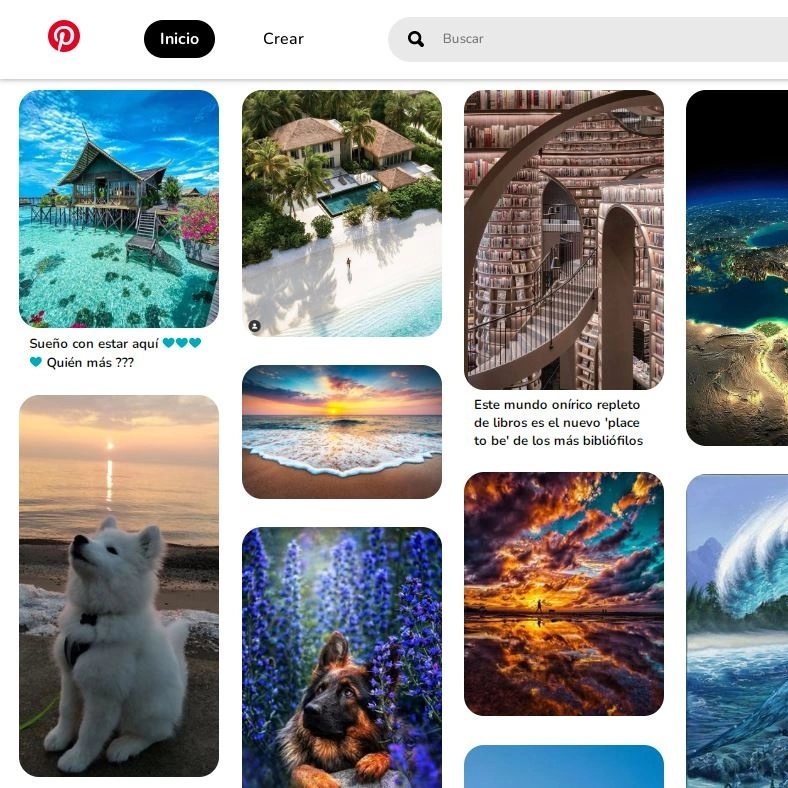 Inicio
Crear
Buscar
Sueño con estar aquí 
Quién más ???
Este mundo onírico repleto
de libros es el nuevo 'place
to be' de los más bibliófilos